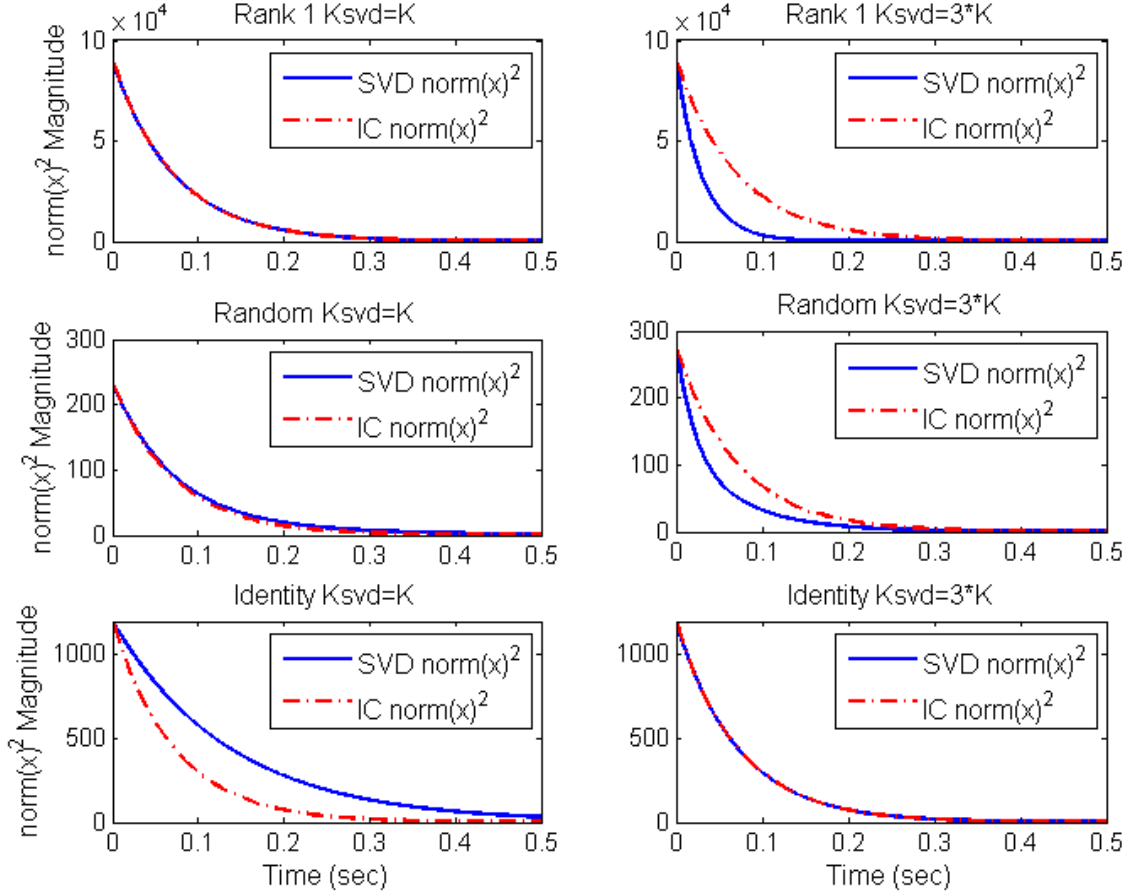 Rank 1 Ksvd=K
x 10^4
norm(x)^2 Magnitude
10
5
0
SVD norm(x)^2
IC norm(x)^2
0 0.1 0.2 0.3 0.4 0.5
Rank 1 Ksvd=3*K
x 10^4
10
5
0
SVD norm(x)^2
IC norm(x)^2
0 0.1 0.2 0.3 0.4 0.5
Random Ksvd=K
norm(x)^2 Magnitude
300
200
100
0
SVD norm(x)^2
IC norm(x)^2
0 0.1 0.2 0.3 0.4 0.5
Random Ksvd=3*K
300
200
100
0
SVD norm(x)^2
IC norm(x)^2
0 0.1 0.2 0.3 0.4 0.5
Identity Ksvd=K
norm(x)^2 Magnitude
1000
500
0
SVD norm(x)^2
IC norm(x)^2
0 0.1 0.2 0.3 0.4 0.5
Time (sec)
Identity Ksvd=3*K
1000
500
0
SVD norm(x)^2
IC norm(x)^2
0 0.1 0.2 0.3 0.4 0.5
Time (sec)